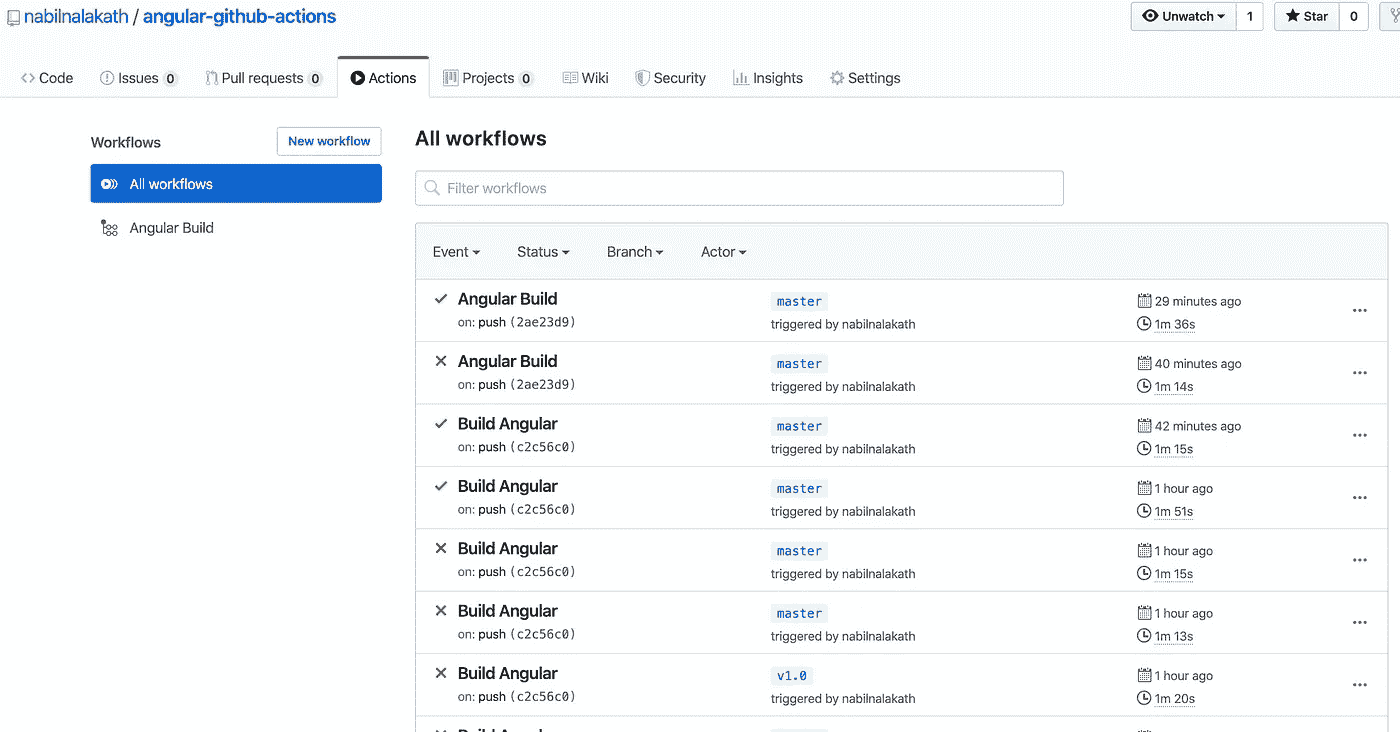 nabilnalakath / angular-github-actions
Unwatch 1 Star 0
Code Issues 0 Pull requests 0 Actions Projects 0 Wiki Security Insights Settings
Workflows
New workflow
All workflows
Angular Build
All workflows
Filter workflows
Event Status Branch Actor
Angular Build master 29 minutes ago
on: push (2ae23d9) triggered by nabilnalakath 1m 36s
Angular Build master 40 minutes ago
on: push (2ae23d9) triggered by nabilnalakath 1m 14s
Build Angular master 42 minutes ago
on: push (c2c56c0) triggered by nabilnalakath 1m 15s
Build Angular master 1 hour ago
on: push (c2c56c0) triggered by nabilnalakath 1m 51s
Build Angular master 1 hour ago
on: push (c2c56c0) triggered by nabilnalakath 1m 15s
Build Angular master 1 hour ago
on: push (c2c56c0) triggered by nabilnalakath 1m 13s
Build Angular v1.0 1 hour ago
on: push (c2c56c0) triggered by nabilnalakath 1m 20s